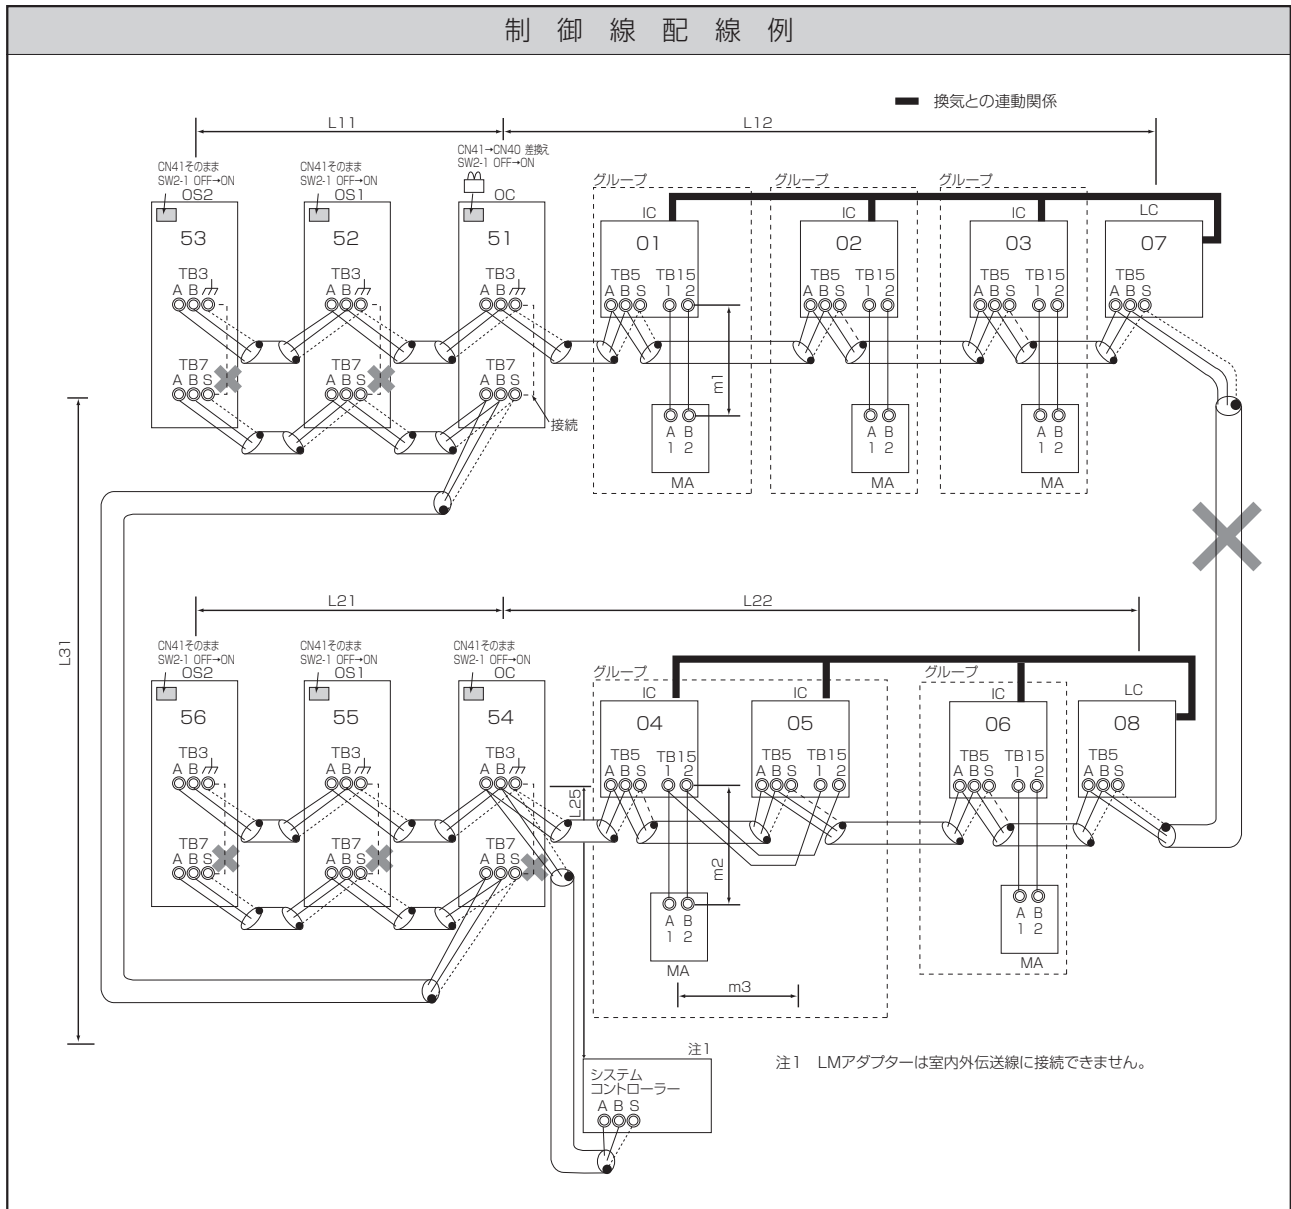 制御線配線例
換気との連動関係
L11
L12
CN41そのまま
SW2-1 OFF→ON
OS2
CN41そのまま
SW2-1 OFF→ON
OS1
CN41→CN40 差換え
SW2-1 OFF→ON
OC
グループ
グループ
グループ
IC
IC
IC
LC
53
52
51
01
02
03
07
TB3
A B
TB3
A B
TB3
A B
TB5
A B S
TB15
1 2
TB5
A B S
TB15
1 2
TB5
A B S
TB15
1 2
TB5
A B S
TB7
A B S
TB7
A B S
TB7
A B S
接続
m1
A B
1 2
MA
A B
1 2
MA
A B
1 2
MA
L31
L21
L22
CN41そのまま
SW2-1 OFF→ON
OS2
CN41そのまま
SW2-1 OFF→ON
OS1
CN41そのまま
SW2-1 OFF→ON
OC
グループ
グループ
IC
IC
IC
LC
56
55
54
04
05
06
08
TB3
A B
TB3
A B
TB3
A B
TB5
A B S
TB15
1 2
TB5
A B S
TB15
1 2
TB5
A B S
TB15
1 2
TB5
A B S
L25
TB7
A B S
TB7
A B S
TB7
A B S
m2
A B
1 2
MA
A B
1 2
MA
m3
注1
システム
コントローラー
A B S
注1 LMアダプターは室内外伝送線に接続できません。